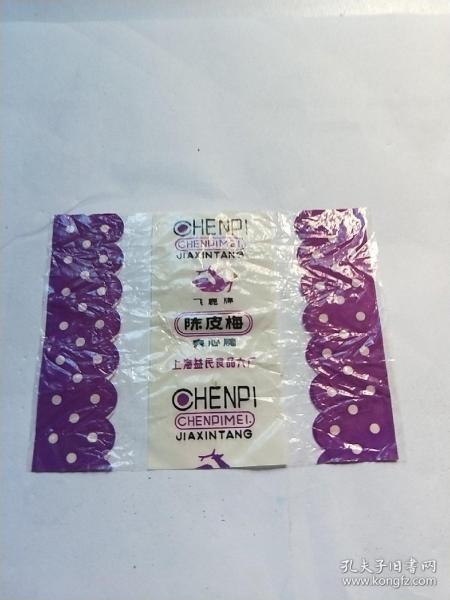 CHENPI
CHENPIMEI.
JIAXINTANG
飞鹿牌
陈皮梅
夹心糖
上海益民食品六厂
CHENPI
CHENPIMEI.
JIAXINTANG
孔夫子旧书网
www.kongfz.com